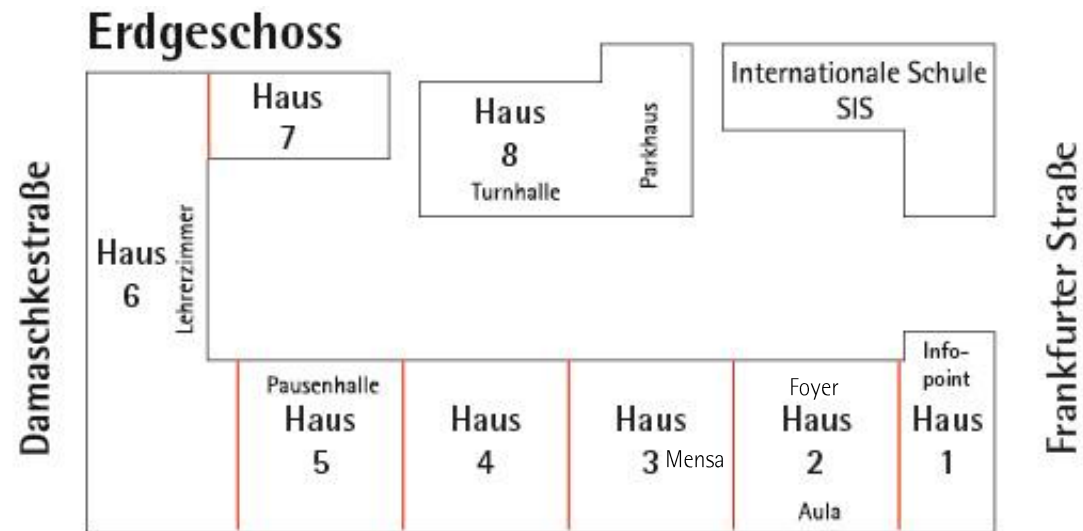 Erdgeschoss
Damaschkestraße
Haus
7
Haus
8
Turnhalle
Parkhaus
Internationale Schule
SIS
Frankfurter Straße
Haus
6
Lehrerzimmer
Pausenhalle
Haus
5
Haus
4
Haus
3 Mensa
Foyer
Haus
2
Aula
Info-
point
Haus
1